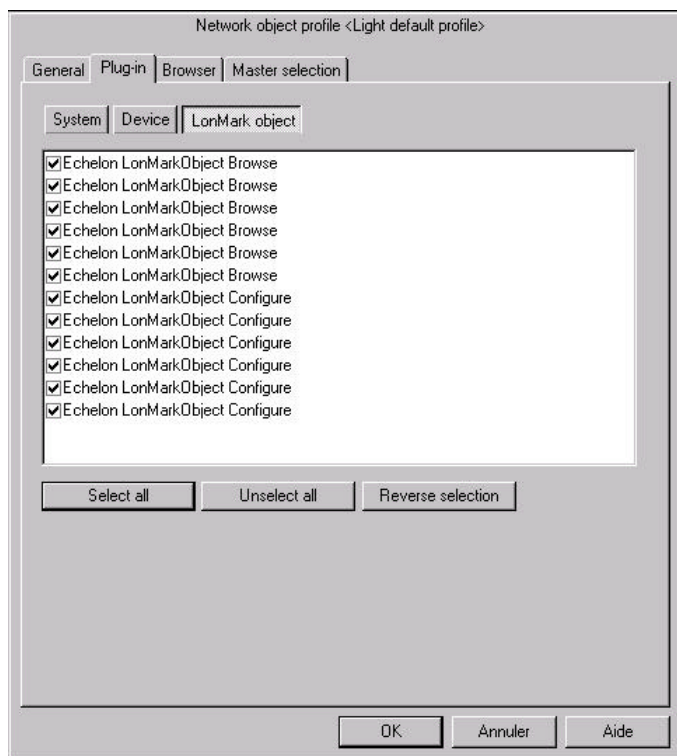 Network object profile <Light default profile>
General Plug-in Browser Master selection
System Device LonMark object
Echelon LonMarkObject Browse
Echelon LonMarkObject Browse
Echelon LonMarkObject Browse
Echelon LonMarkObject Browse
Echelon LonMarkObject Browse
Echelon LonMarkObject Browse
Echelon LonMarkObject Configure
Echelon LonMarkObject Configure
Echelon LonMarkObject Configure
Echelon LonMarkObject Configure
Echelon LonMarkObject Configure
Echelon LonMarkObject Configure
Select all Unselect all Reverse selection
OK Annuler Aide